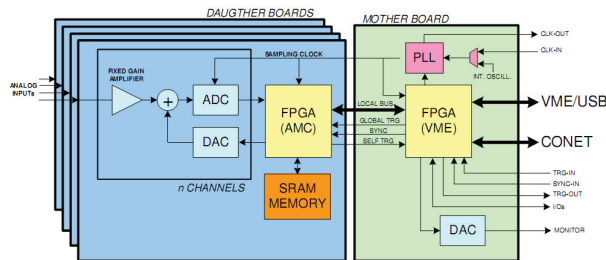 DAUGTHER BOARDS
MOTHER BOARD
CLK-OUT
PLL
CLK-IN
SAMPLING CLOCK
INT. OSCILL.
FIXED GAIN
AMPLIFIER
ANALOG
INPUTS
+
ADC
DAC
FPGA
(AMC)
LOCAL BUS
GLOBAL TRG
SYNC
SELF TRG
FPGA
(VME)
VME/USB
CONET
n CHANNELS
SRAM
MEMORY
TRG-IN
SYNC-IN
TRG-OUT
I/Os
DAC
MONITOR